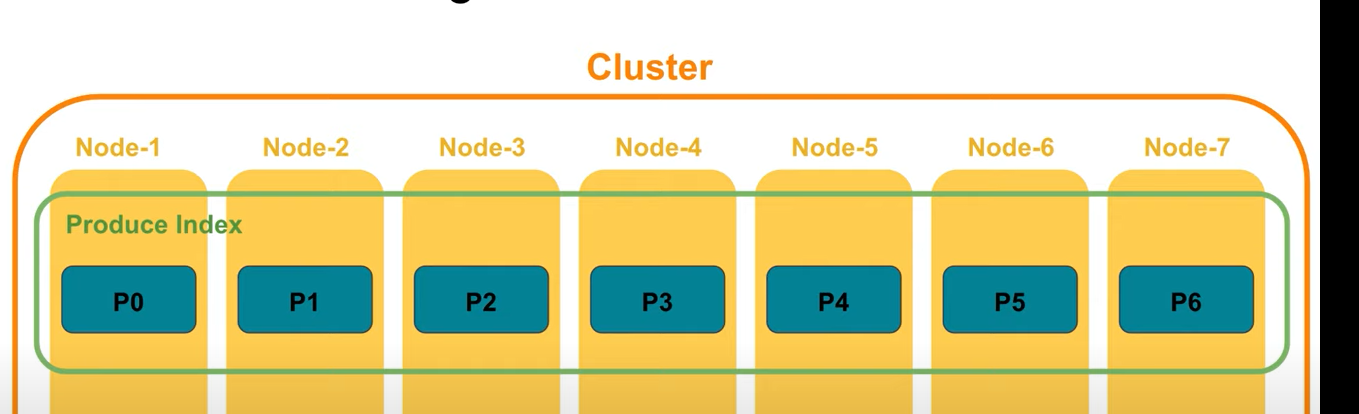 Cluster
Node-1 Node-2 Node-3 Node-4 Node-5 Node-6 Node-7
Produce Index
P0 P1 P2 P3 P4 P5 P6